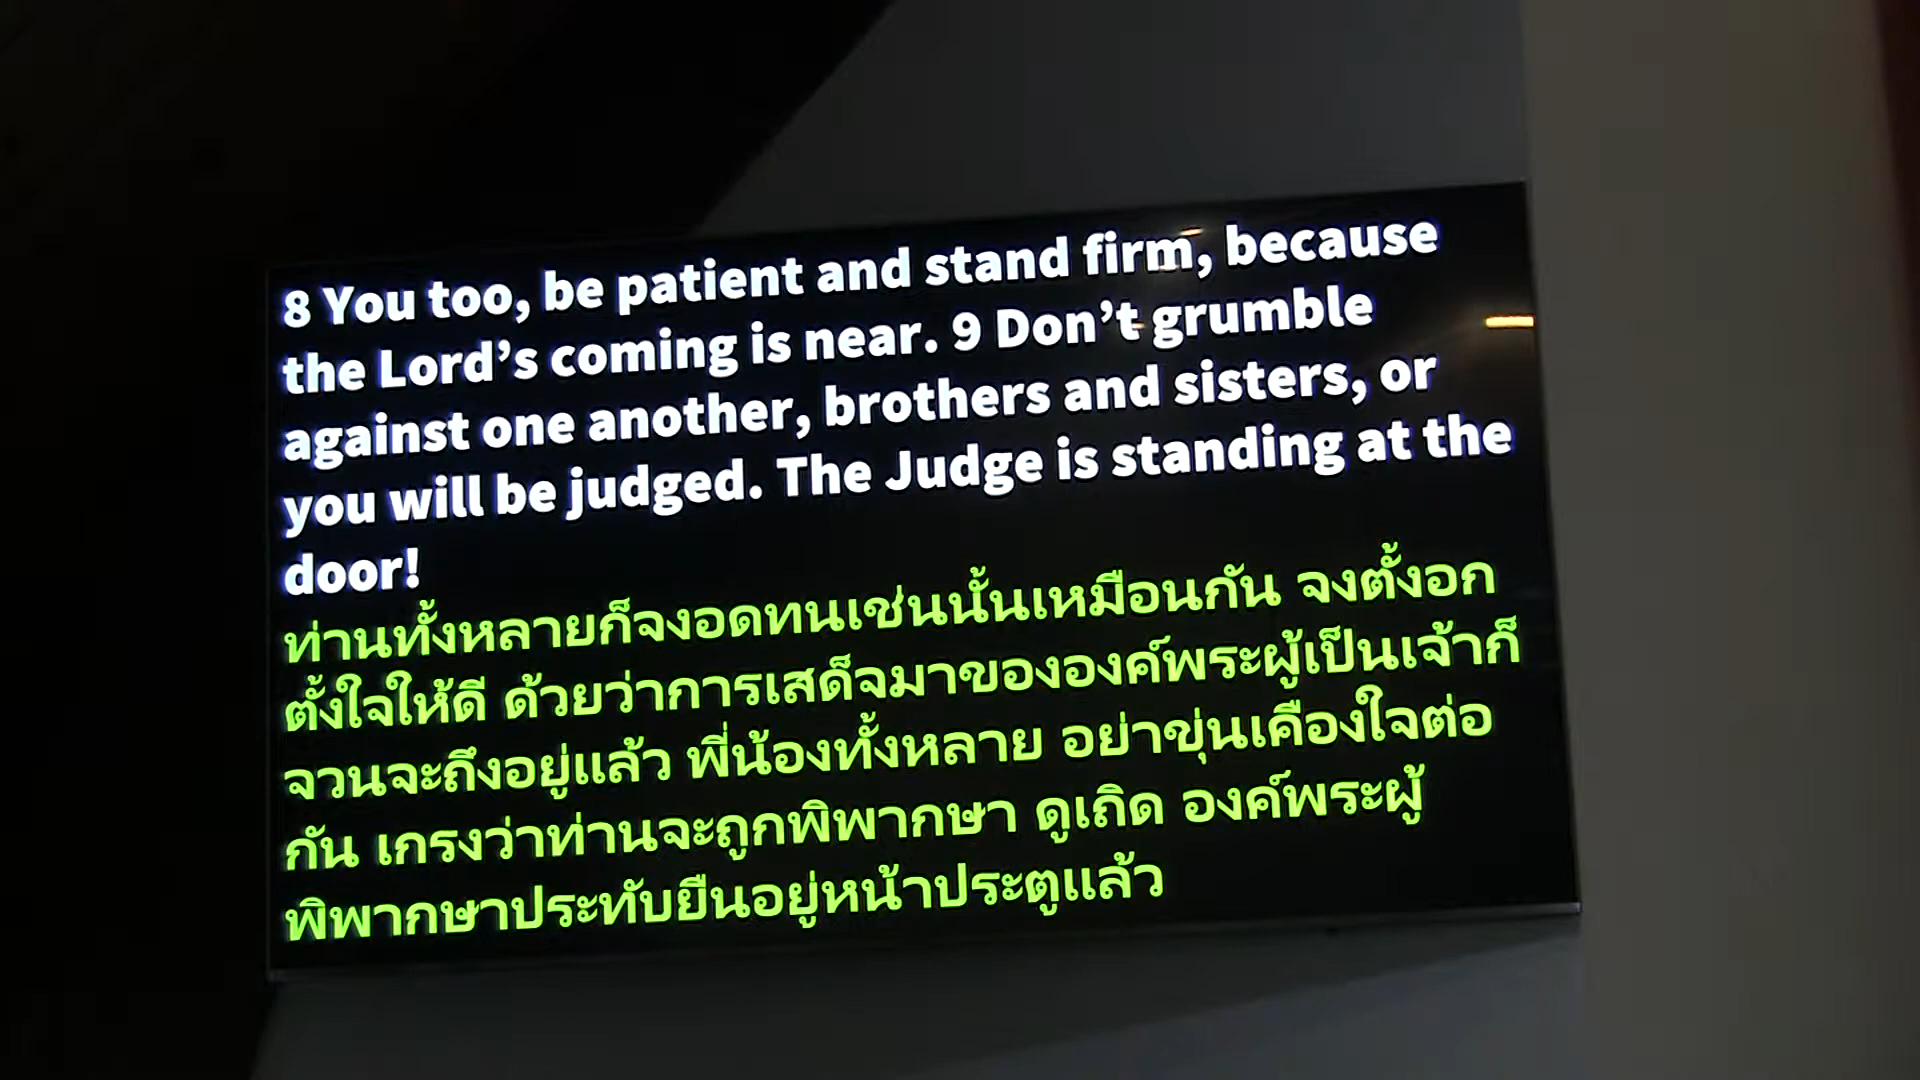 8 You too, be patient and stand firm, because
the Lord’s coming is near. 9 Don’t grumble
against one another, brothers and sisters, or
you will be judged. The Judge is standing at the
door!
ท่านทั้งหลายก็จงอดทนเช่นนั้นเหมือนกัน จงตั้งอก
ตั้งใจให้ดี ด้วยว่าการเสด็จมาขององค์พระผู้เป็นเจ้าก็
จวนจะถึงอยู่แล้ว พี่น้องทั้งหลาย อย่าขุ่นเคืองใจต่อ
กัน เกรงว่าท่านจะถูกพิพากษา ดูเถิด องค์พระผู้
พิพากษาประทับยืนอยู่หน้าประตูแล้ว